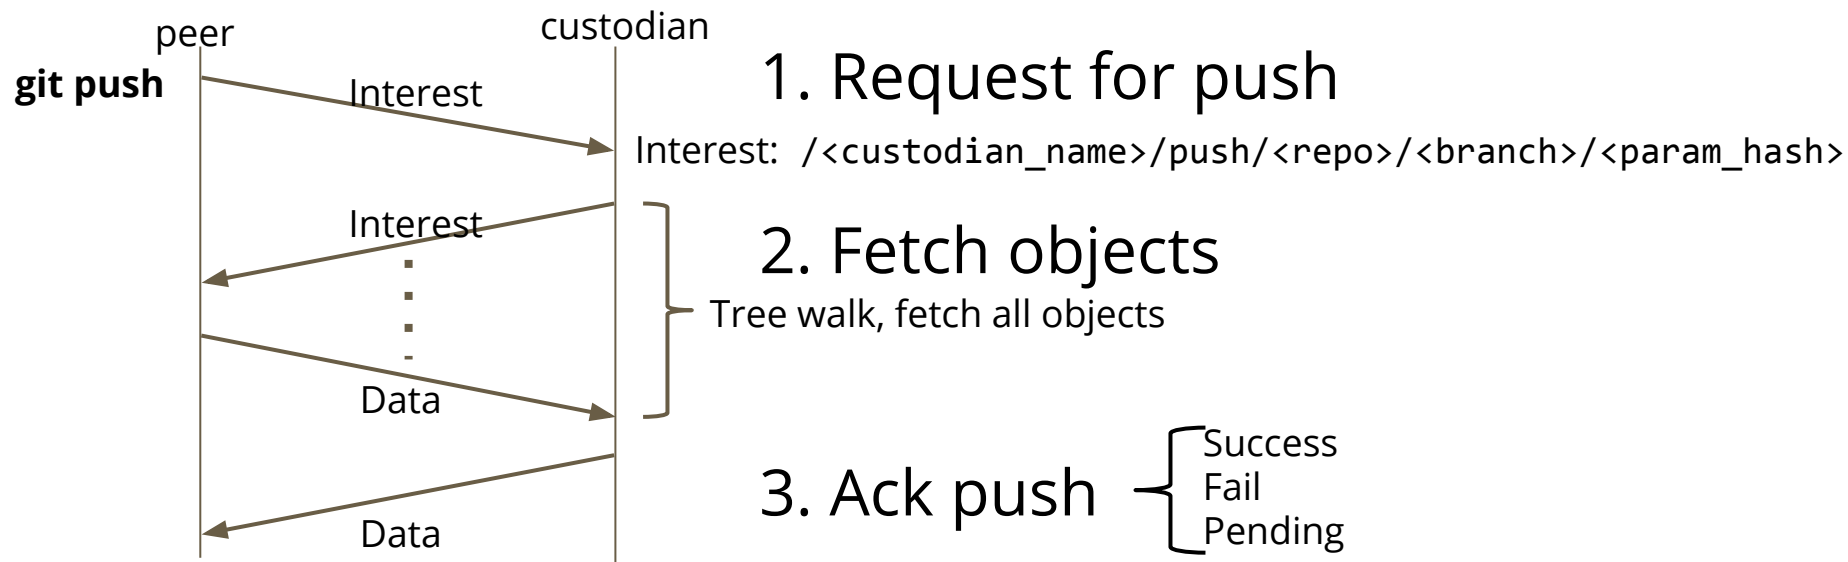 peer
custodian
git push
Interest
1. Request for push
Interest: /<custodian_name>/push/<repo>/<branch>/<param_hash>
Interest
2. Fetch objects
Tree walk, fetch all objects
Data
3. Ack push
Success
Fail
Pending
Data